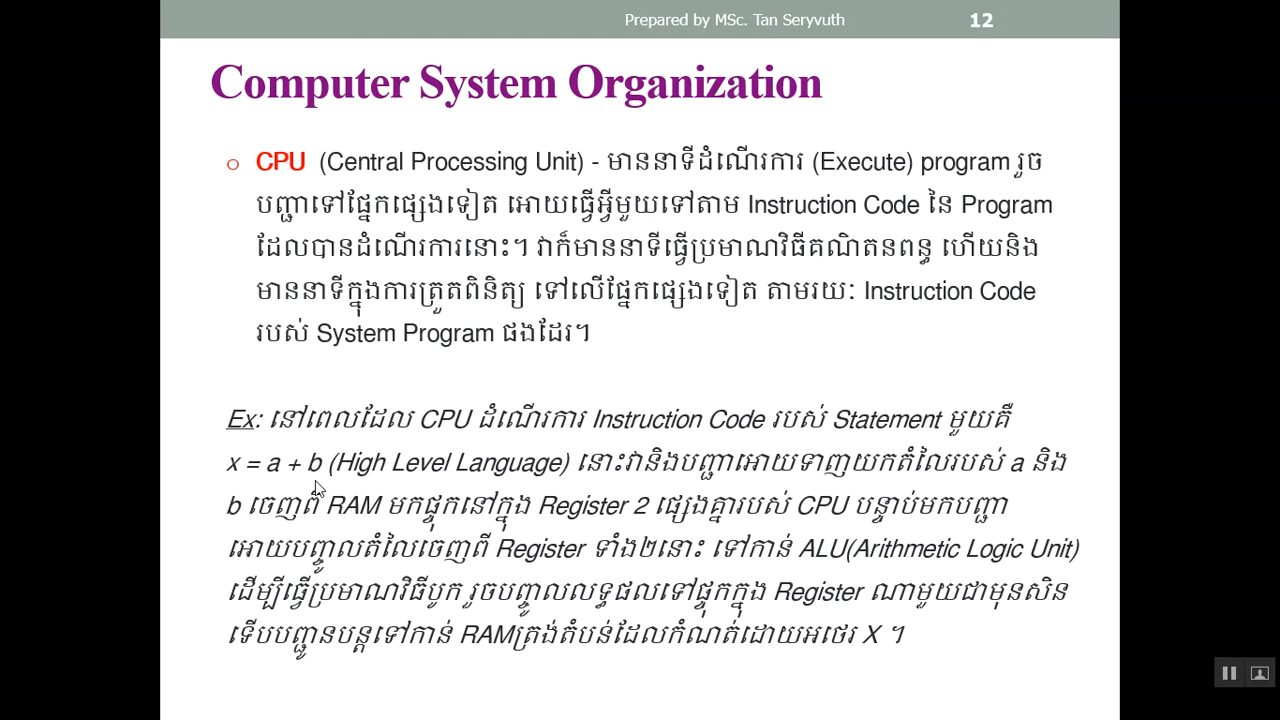 Prepared by MSc. Tan Seryvuth 12
Computer System Organization
CPU (Central Processing Unit) - មាននាទីដំណើរការ (Execute) program រួច
បញ្ជាទៅផ្នែកផ្សេងទៀត អោយធ្វើអ្វីមួយទៅតាម Instruction Code នៃ Program
ដែលបានដំណើរការនោះ។ វាក៏មាននាទីធ្វើប្រមាណវិធីគណិតនពន្ធ ហើយនិង
មាននាទីក្នុងការត្រួតពិនិត្យ ទៅលើផ្នែកផ្សេងទៀត តាមរយៈ Instruction Code
របស់ System Program ផងដែរ។
Ex: នៅពេលដែល CPU ដំណើរការ Instruction Code របស់ Statement មួយគឺ
x = a + b (High Level Language) នោះវានិងបញ្ជាអោយទាញយកតំលៃរបស់ a និង
b ចេញពី RAM មកផ្ទុកនៅក្នុង Register 2 ផ្សេងគ្នារបស់ CPU បន្ទាប់មកបញ្ជា
អោយបញ្ចូលតំលៃចេញពី Register ទាំង២នោះ ទៅកាន់ ALU(Arithmetic Logic Unit)
ដើម្បីធ្វើប្រមាណវិធីបូក រួចបញ្ចូលលទ្ធផលទៅផ្ទុកក្នុង Register ណាមួយជាមុនសិន
ទើបបញ្ជូនបន្តទៅកាន់ RAMត្រង់តំបន់ដែលកំណត់ដោយអថេរ X ។